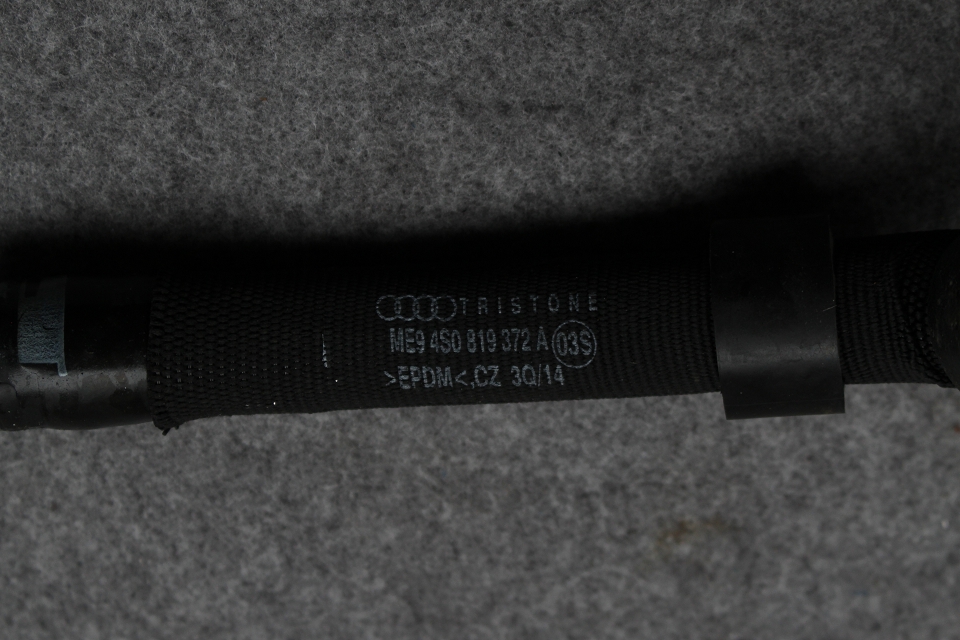 TRISTONE
ME9 4S0 819 372 A 03S
>EPDM<,CZ 3Q/14